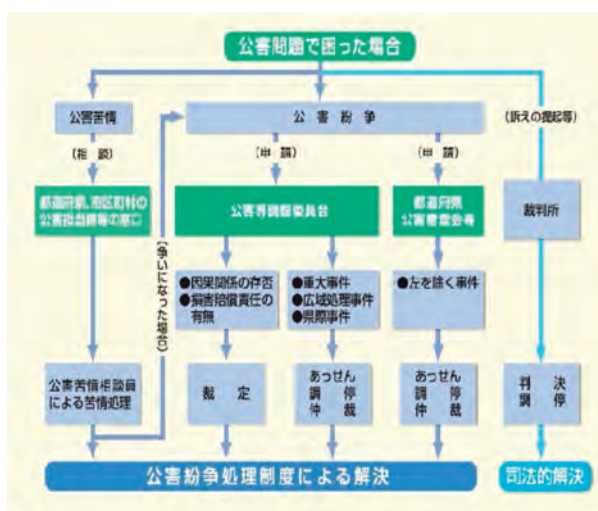 公害問題で困った場合
公害苦情
公害紛争
(訴えの提起等)
(相談)
(申請)
(申請)
都道府県、市区町村の
公害担当課等の窓口
公害等調整委員会
都道府県
公害審査会等
裁判所
(争いになった場合)
●因果関係の存否
●損害賠償責任の
有無
●重大事件
●広域処理事件
●県際事件
●左を除く事件
公害苦情相談員
による苦情処理
裁定
あっせん
調停
仲裁
あっせん
調停
仲裁
判決
調停
公害紛争処理制度による解決
司法的解決